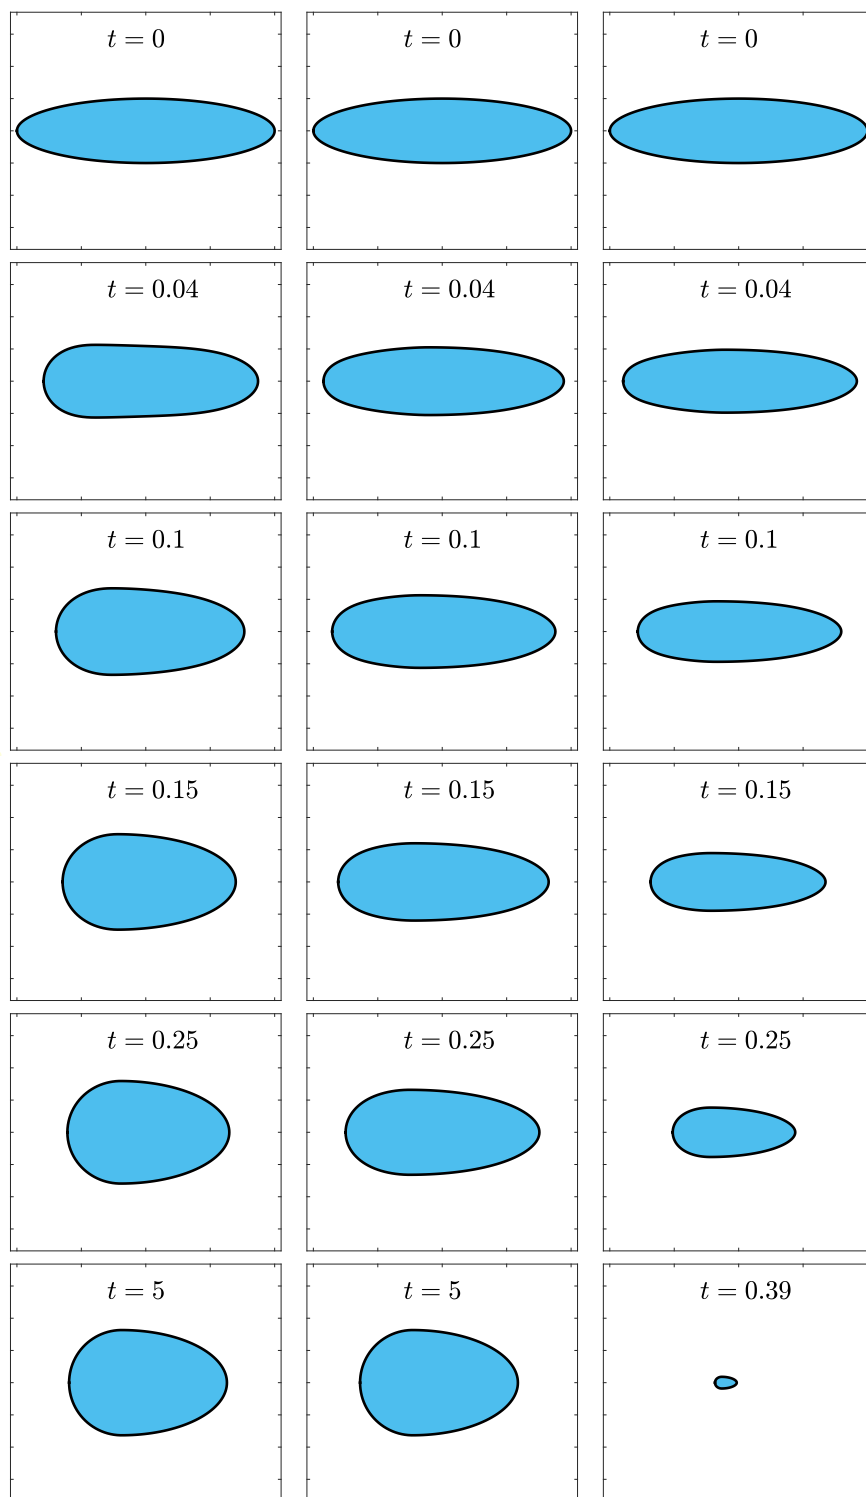 t = 0 t = 0 t = 0
t = 0.04 t = 0.04 t = 0.04
t = 0.1 t = 0.1 t = 0.1
t = 0.15 t = 0.15 t = 0.15
t = 0.25 t = 0.25 t = 0.25
t = 5 t = 5 t = 0.39